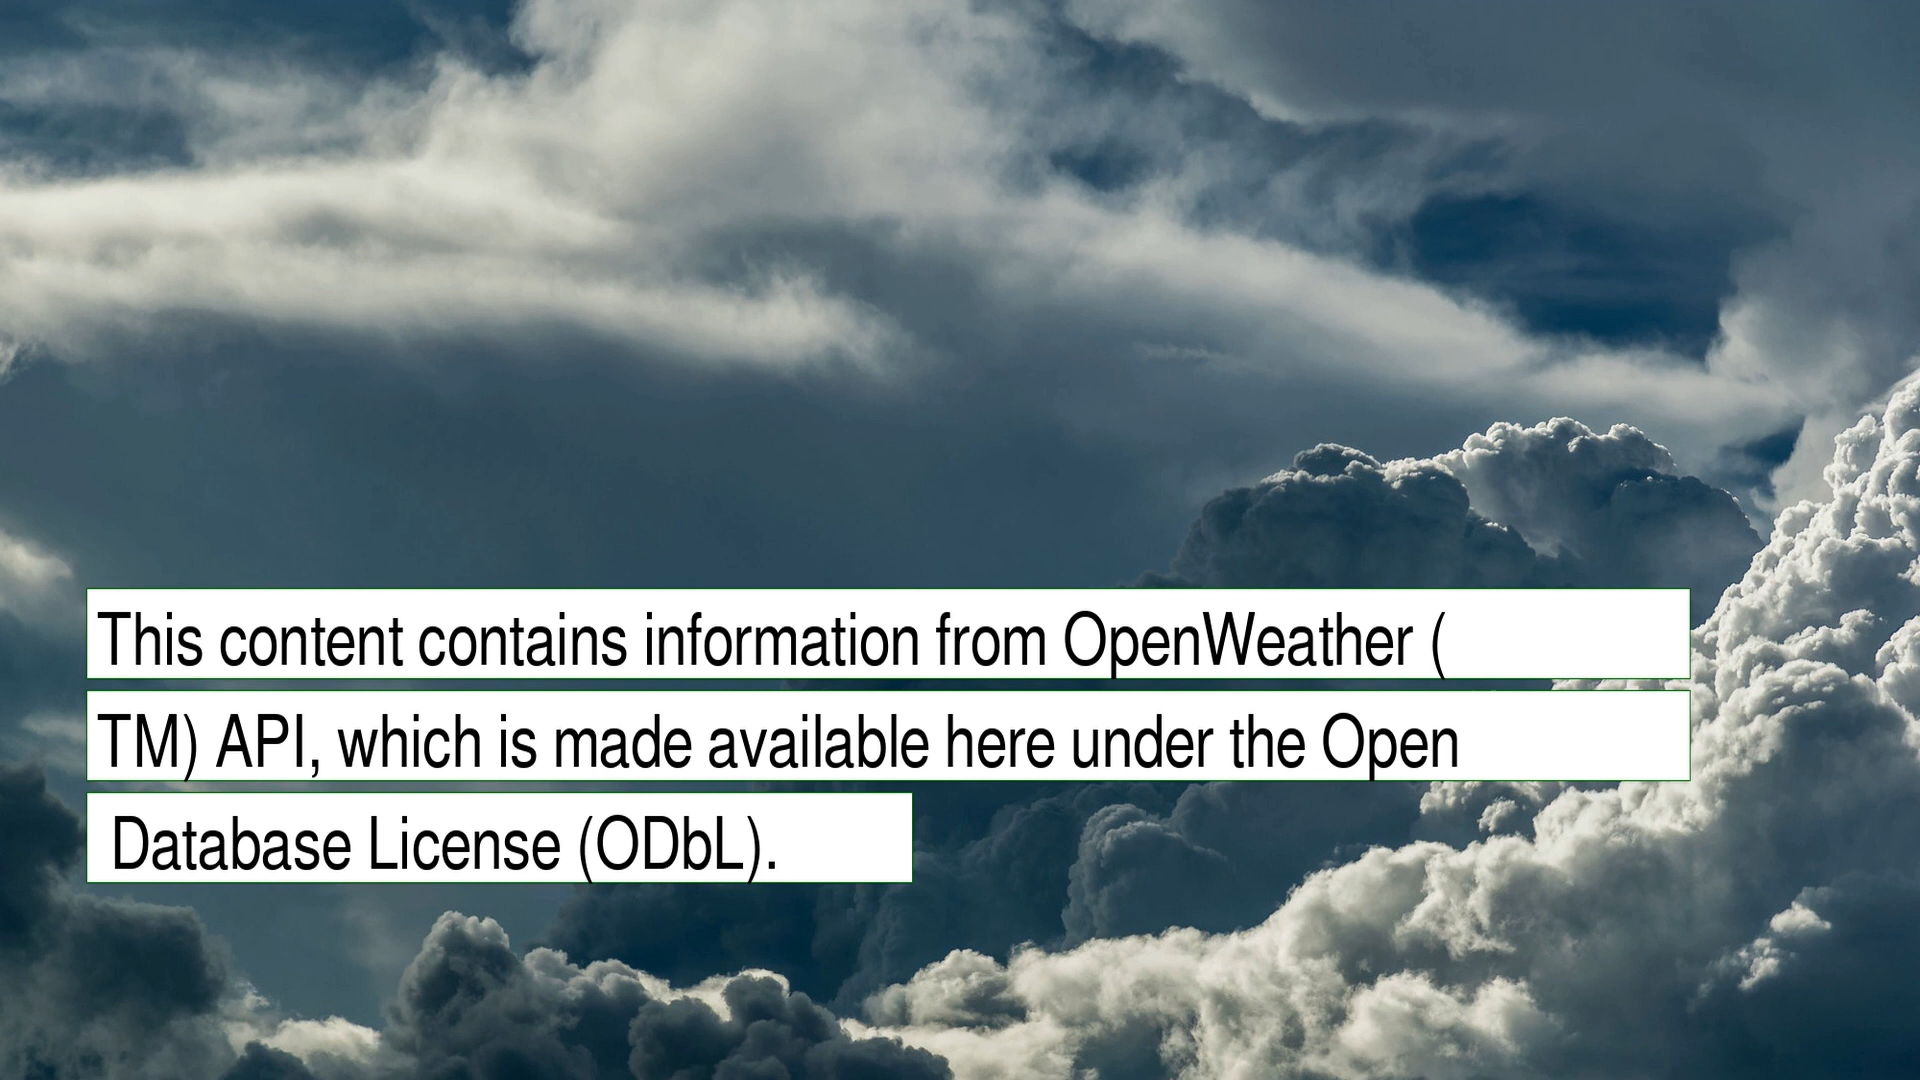 This content contains information from OpenWeather (
TM) API, which is made available here under the Open
Database License (ODbL).